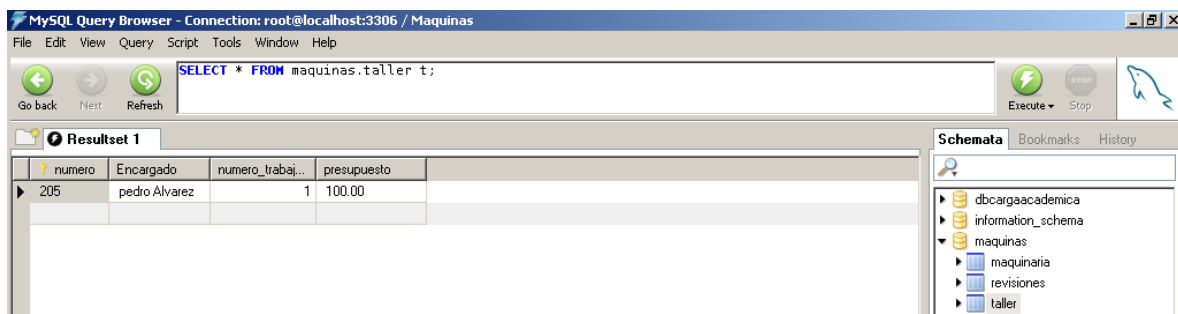 MySQL Query Browser - Connection: root@localhost:3306 / Maquinas
File Edit View Query Script Tools Window Help
SELECT * FROM maquinas.taller t;
Go back Next Refresh
Execute Stop
Resultset 1
numero Encargado numero_trabaj... presupuesto
205 pedro Alvarez 1 100.00
Schemata Bookmarks History
dbcargaacademica
information_schema
maquinas
maquinaria
revisiones
taller